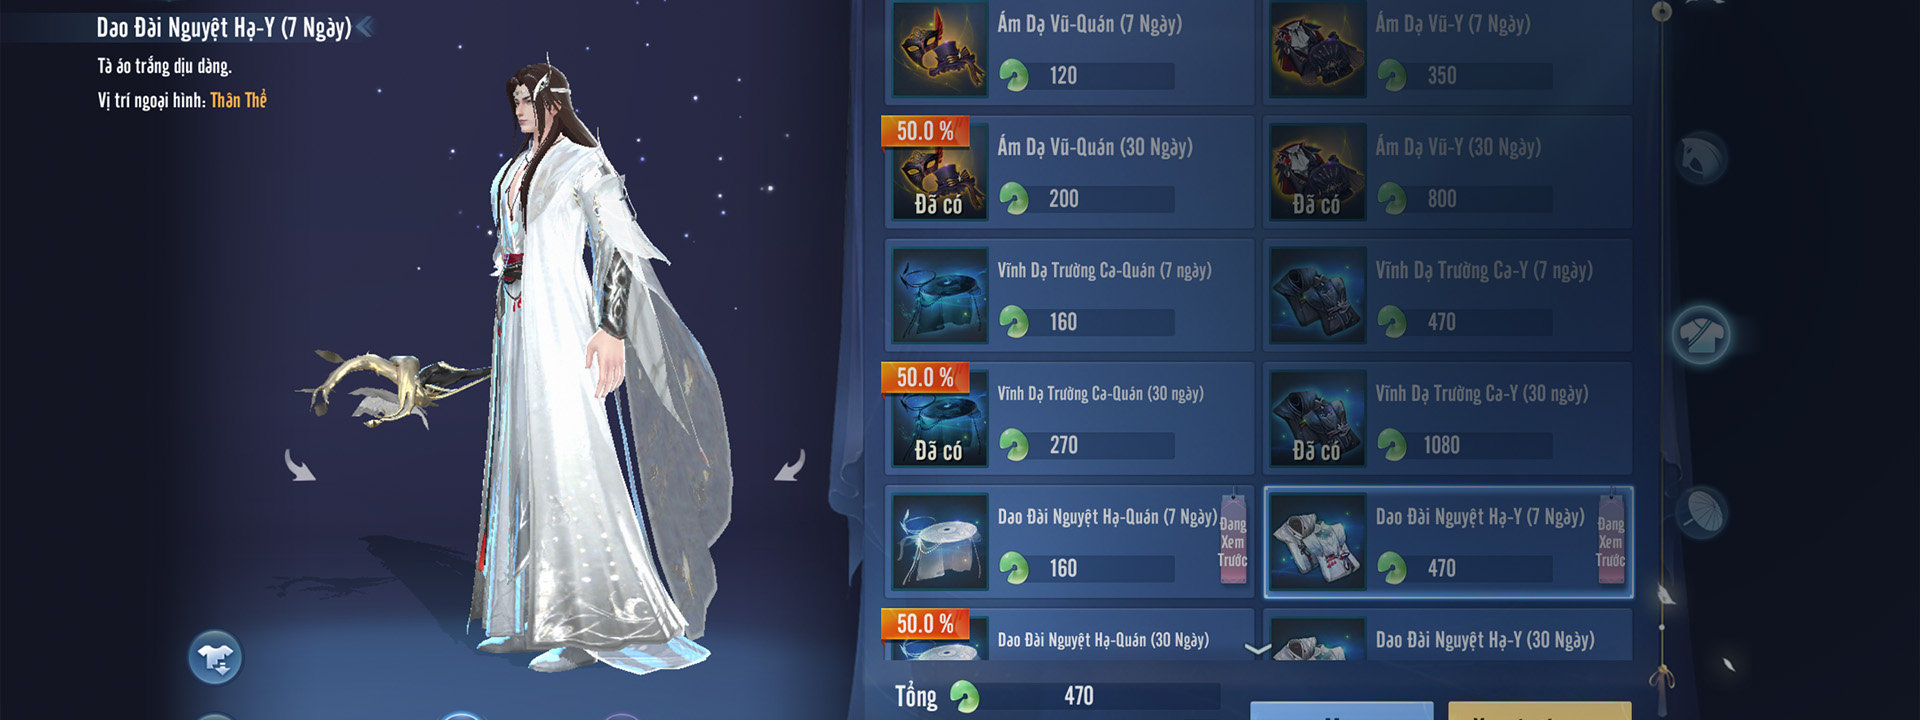 Dao Đài Nguyệt Hạ-Y (7 Ngày)
Tà áo trắng dịu dàng.
Vị trí ngoại hình: Thân Thể
Ám Dạ Vũ-Quán (7 Ngày)
120
Ám Dạ Vũ-Y (7 Ngày)
350
50.0 %
Ám Dạ Vũ-Quán (30 Ngày)
Đã có
200
Ám Dạ Vũ-Y (30 Ngày)
Đã có
800
Vĩnh Dạ Trường Ca-Quán (7 ngày)
160
Vĩnh Dạ Trường Ca-Y (7 ngày)
470
50.0 %
Vĩnh Dạ Trường Ca-Quán (30 ngày)
Đã có
270
Vĩnh Dạ Trường Ca-Y (30 ngày)
Đã có
1080
Dao Đài Nguyệt Hạ-Quán (7 Ngày)
160
Đang
Xem
Trước
Dao Đài Nguyệt Hạ-Y (7 Ngày)
470
Đang
Xem
Trước
50.0 %
Dao Đài Nguyệt Hạ-Quán (30 Ngày)
Dao Đài Nguyệt Hạ-Y (30 Ngày)
Tổng
470